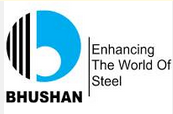 Enhancing
The World Of
Steel
BHUSHAN